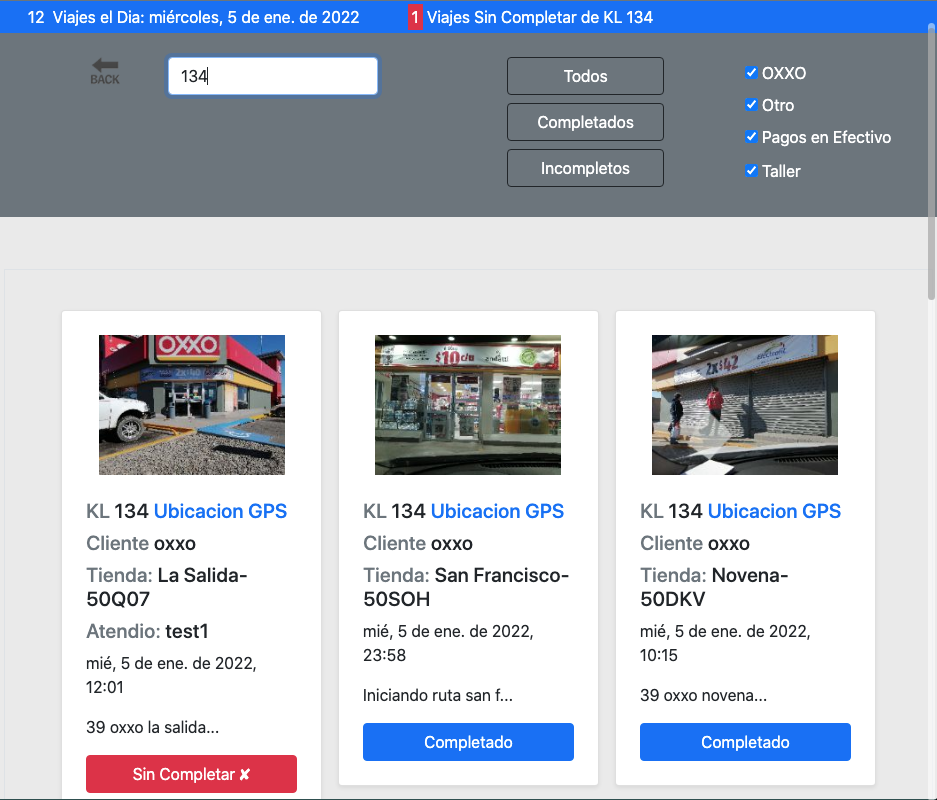 12 Viajes el Dia: miércoles, 5 de ene. de 2022
1 Viajes Sin Completar de KL 134
BACK
134
Todos
Completados
Incompletos
OXXO
Otro
Pagos en Efectivo
Taller
OXXO
KL 134 Ubicacion GPS
Cliente oxxo
Tienda: La Salida-
50Q07
Atendio: test1
mié, 5 de ene. de 2022,
12:01
39 oxxo la salida...
Sin Completar ✘
$10c/u
andatti
KL 134 Ubicacion GPS
Cliente oxxo
Tienda: San Francisco-
50SOH
mié, 5 de ene. de 2022,
23:58
Iniciando ruta san f...
Completado
2x$42
KL 134 Ubicacion GPS
Cliente oxxo
Tienda: Novena-
50DKV
mié, 5 de ene. de 2022,
10:15
39 oxxo novena...
Completado